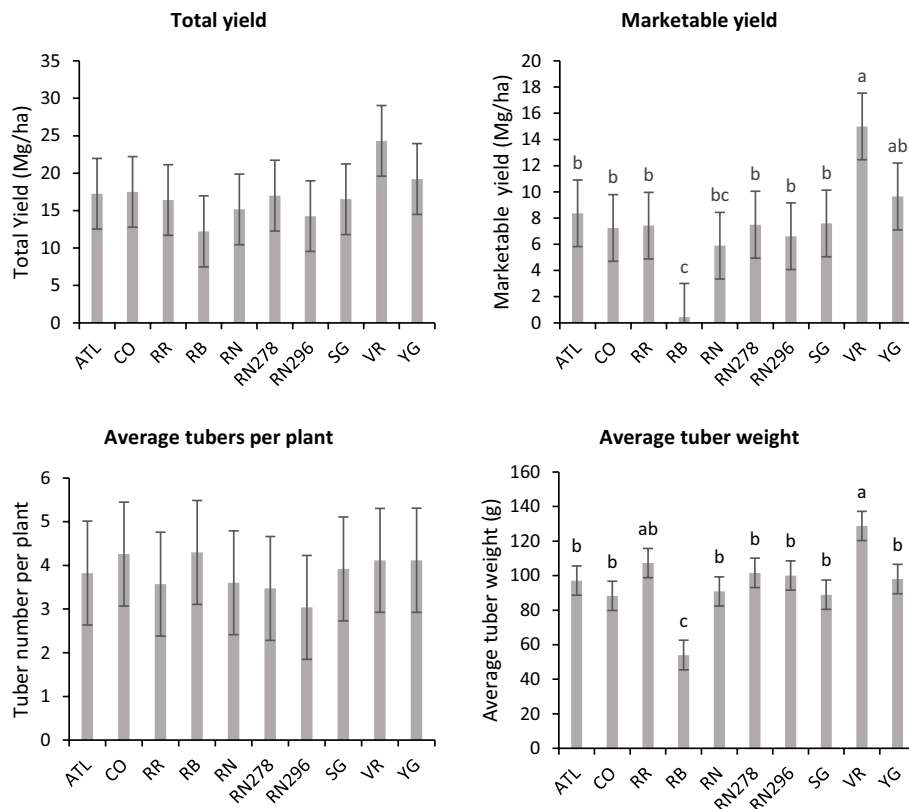 Total yield
Total Yield (Mg/ha)
40
35
30
25
20
15
10
5
0
ATL CO RR RB RN RN278 RN296 SG VR YG
Marketable yield
Marketable yield (Mg/ha)
20
18
16
14
12
10
8
6
4
2
0
b b b c bc b b b a ab
ATL CO RR RB RN RN278 RN296 SG VR YG
Average tubers per plant
Tuber number per plant
6
5
4
3
2
1
0
ATL CO RR RB RN RN278 RN296 SG VR YG
Average tuber weight
Average tuber weight (g)
160
140
120
100
80
60
40
20
0
b b ab c b b b b a b
ATL CO RR RB RN RN278 RN296 SG VR YG